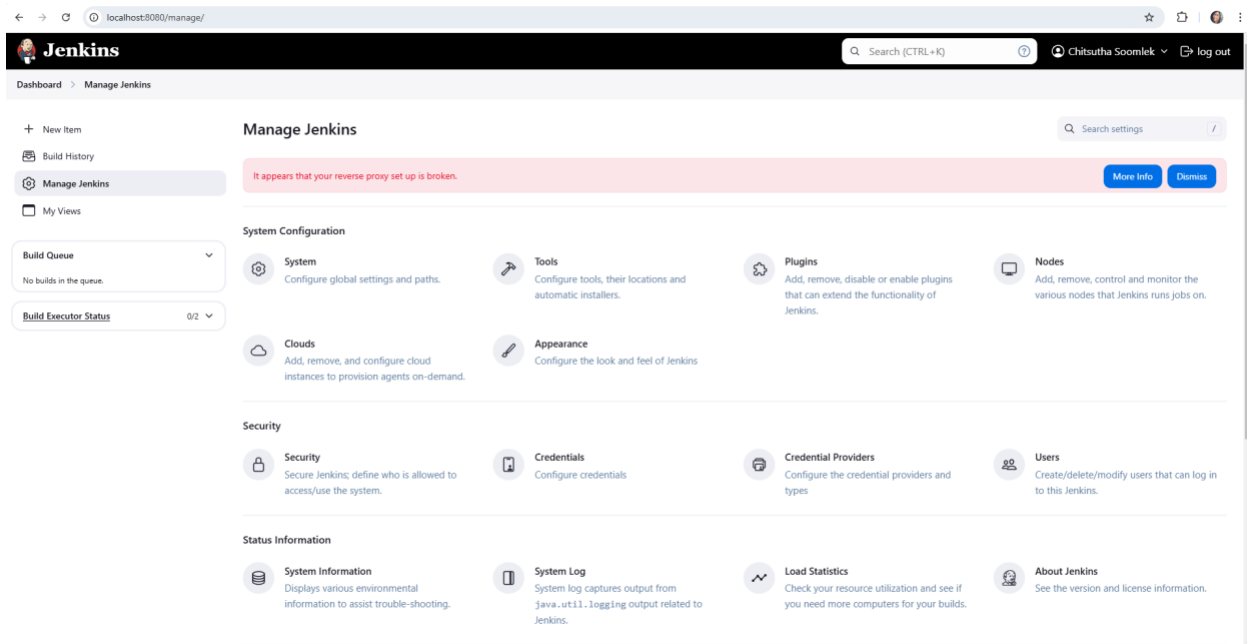 localhost:8080/manage/
Jenkins
Search (CTRL+K)
?
Chitsutha Soomlek
log out
Dashboard > Manage Jenkins
+ New Item
Build History
Manage Jenkins
My Views
Build Queue
No builds in the queue.
Build Executor Status 0/2
Manage Jenkins
Search settings /
It appears that your reverse proxy set up is broken.
More Info
Dismiss
System Configuration
System
Configure global settings and paths.
Tools
Configure tools, their locations and
automatic installers.
Plugins
Add, remove, disable or enable plugins
that can extend the functionality of
Jenkins.
Nodes
Add, remove, control and monitor the
various nodes that Jenkins runs jobs on.
Clouds
Add, remove, and configure cloud
instances to provision agents on-demand.
Appearance
Configure the look and feel of Jenkins
Security
Security
Secure Jenkins; define who is allowed to
access/use the system.
Credentials
Configure credentials
Credential Providers
Configure the credential providers and
types
Users
Create/delete/modify users that can log in
to this Jenkins.
Status Information
System Information
Displays various environmental
information to assist trouble-shooting.
System Log
System log captures output from
java.util.logging output related to
Jenkins.
Load Statistics
Check your resource utilization and see if
you need more computers for your builds.
About Jenkins
See the version and license information.